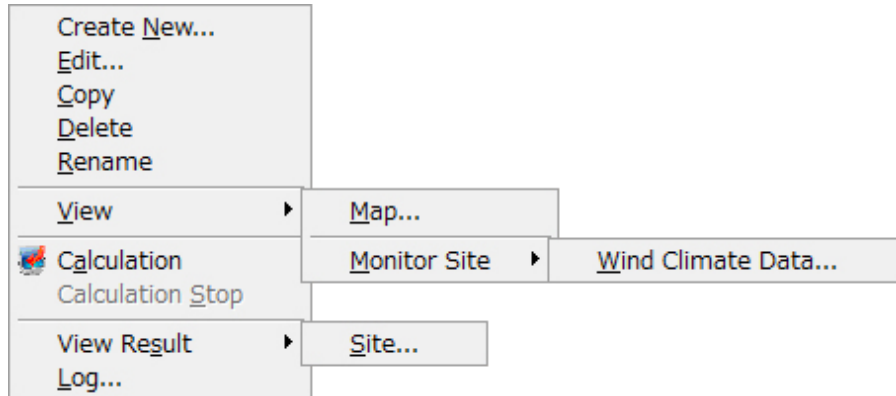 Create New...
Edit...
Copy
Delete
Rename
View
Map...
Calculation
Monitor Site
Wind Climate Data...
Calculation Stop
View Result
Site...
Log...